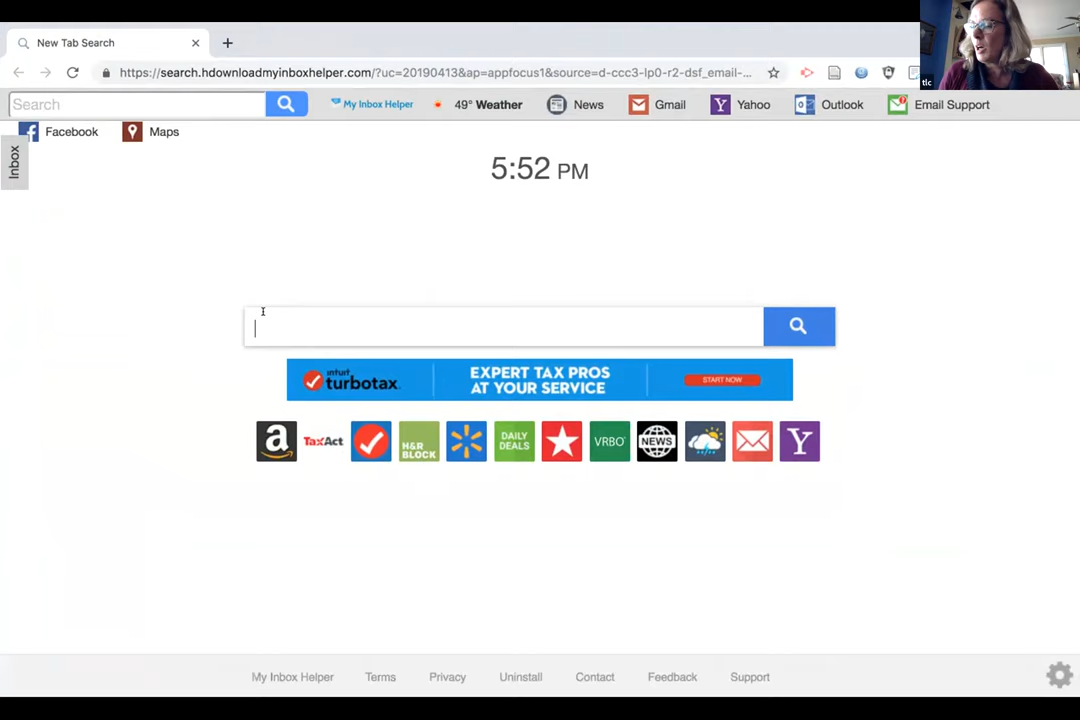 New Tab Search
https://search.hdownloadmyinboxhelper.com/?uc=20190413&ap=appfocus1&source=d-ccc3-lp0-r2-dsf_email-...
Search My Inbox Helper 49° Weather News Gmail Yahoo Outlook Email Support
Facebook Maps
Inbox
5:52 PM
intuit turbotax. EXPERT TAX PROS AT YOUR SERVICE START NOW
a TaxAct H&R BLOCK DAILY DEALS VRBO NEWS Y
My Inbox Helper Terms Privacy Uninstall Contact Feedback Support
tlc